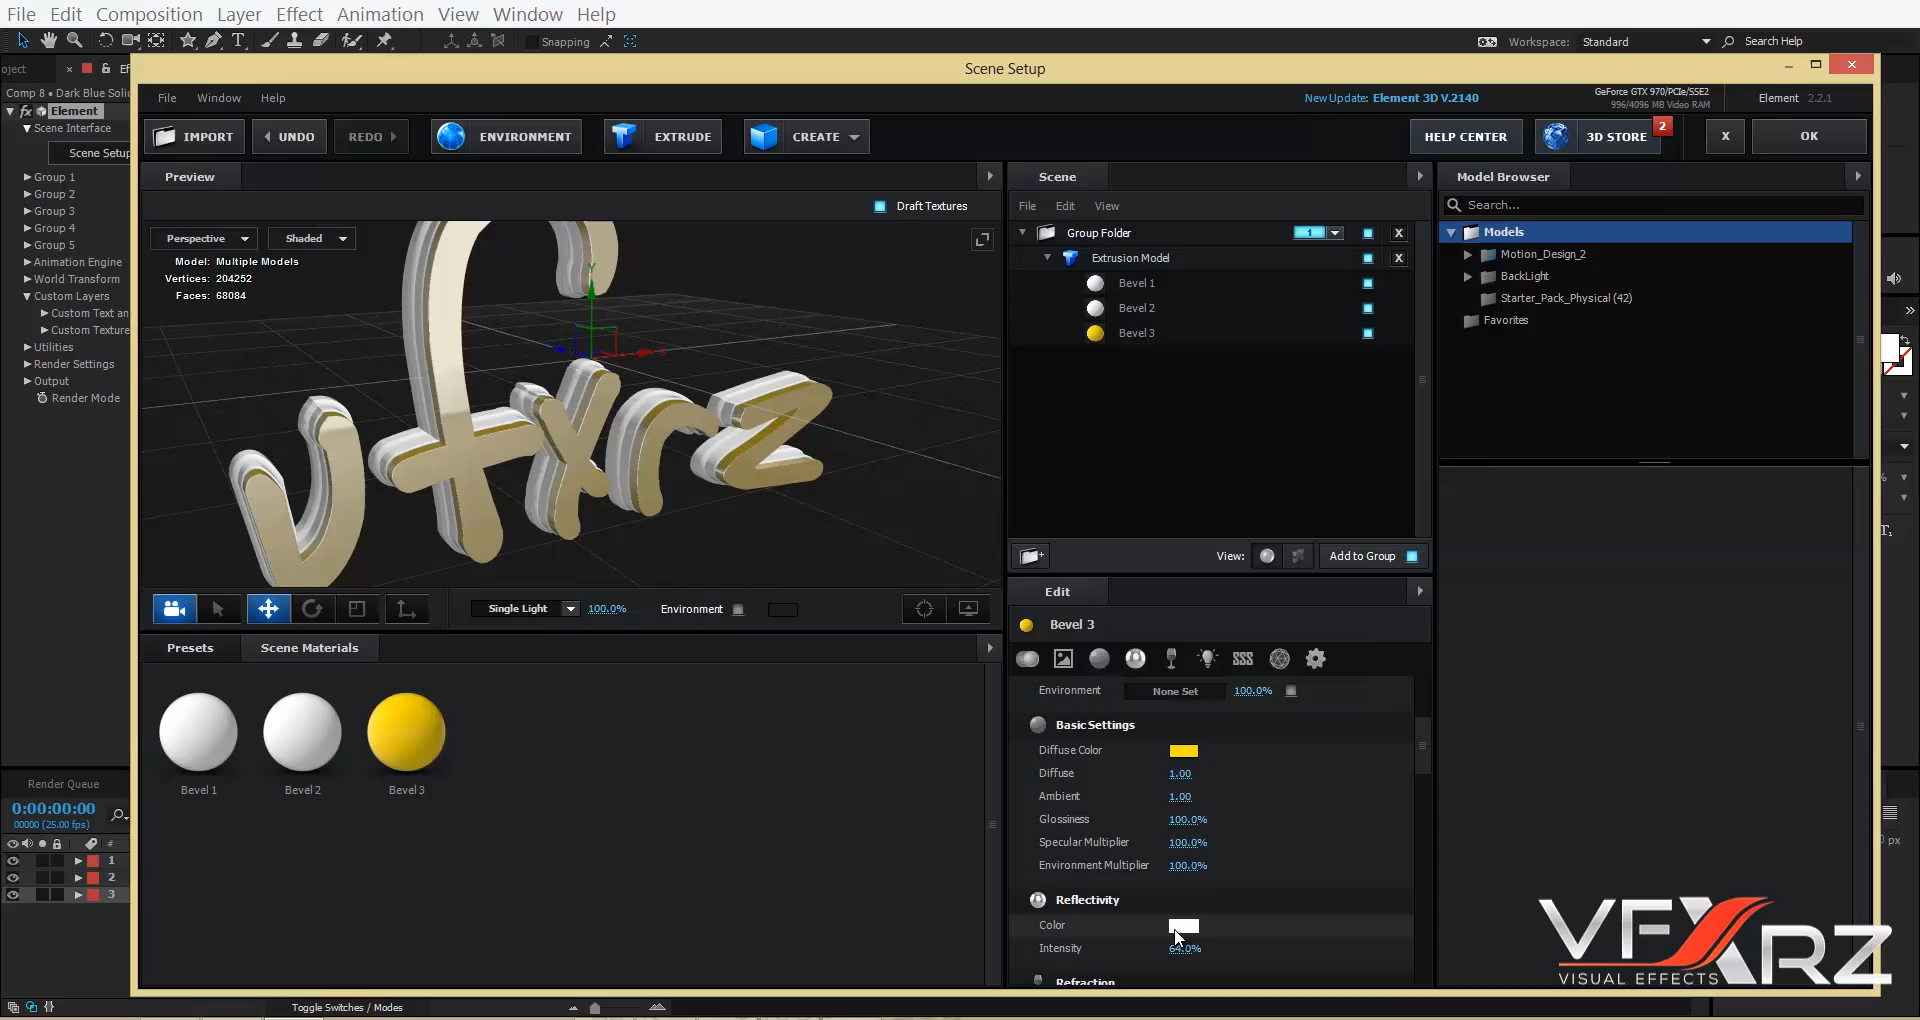 File Edit Composition Layer Effect Animation View Window Help
Snapping
Workspace: Standard
Search Help
Scene Setup
Comp 8 • Dark Blue Soli
fx Element
Scene Interface
Scene Setup
Group 1
Group 2
Group 3
Group 4
Group 5
Animation Engine
World Transform
Custom Layers
Custom Text an
Custom Texture
Utilities
Render Settings
Output
Render Mode
File Window Help
New Update: Element 3D V.2140
GeForce GTX 970/PCIe/SSE2
996/4096 MB Video RAM
Element 2.2.1
IMPORT UNDO REDO ENVIRONMENT EXTRUDE CREATE
HELP CENTER 3D STORE 2 X OK
Preview
Draft Textures
Perspective Shaded
Model: Multiple Models
Vertices: 204252
Faces: 68084
Y
vfxrz
Single Light 100.0% Environment
Presets Scene Materials
Bevel 1 Bevel 2 Bevel 3
Scene
File Edit View
Group Folder 1 X
Extrusion Model X
Bevel 1
Bevel 2
Bevel 3
View: Add to Group
Edit
Bevel 3
Environment None Set 100.0%
Basic Settings
Diffuse Color
Diffuse 1.00
Ambient 1.00
Glossiness 100.0%
Specular Multiplier 100.0%
Environment Multiplier 100.0%
Reflectivity
Color
Intensity 64.0%
Refraction
Model Browser
Search...
Models
Motion_Design_2
BackLight
Starter_Pack_Physical (42)
Favorites
px
Render Queue
0:00:00:00
00000 (25.00 fps)
#
1
2
3
Toggle Switches / Modes
VFXRZ
VISUAL EFFECTS